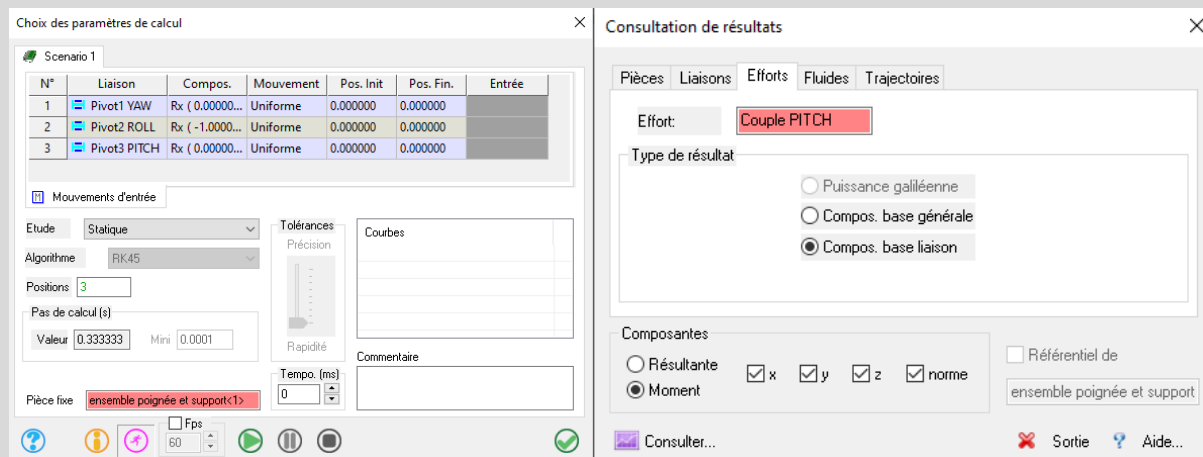 Choix des paramètres de calcul
Scenario 1
N° Liaison Compos. Mouvement Pos. Init Pos. Fin. Entrée
1 Pivot1 YAW Rx ( 0.00000... Uniforme 0.000000 0.000000
2 Pivot2 ROLL Rx ( -1.0000... Uniforme 0.000000 0.000000
3 Pivot3 PITCH Rx ( 0.00000... Uniforme 0.000000 0.000000
M Mouvements d'entrée
Etude Statique
Algorithme RK45
Positions 3
Pas de calcul (s)
Valeur 0.333333 Mini 0.0001
Pièce fixe ensemble poignée et support<1>
Tolérances
Précision
Rapidité
Tempo. (ms)
0
Courbes
Commentaire
Fps
60
Consultation de résultats
Pièces Liaisons Efforts Fluides Trajectoires
Effort: Couple PITCH
Type de résultat
Puissance galiléenne
Compos. base générale
Compos. base liaison
Composantes
Résultante
Moment
x y z norme
Référentiel de
ensemble poignée et support
Consulter... Sortie Aide...